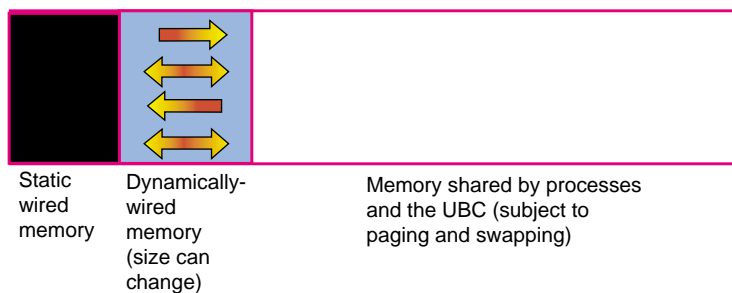 Static
wired
memory
Dynamically-
wired
memory
(size can
change)
Memory shared by processes
and the UBC (subject to
paging and swapping)